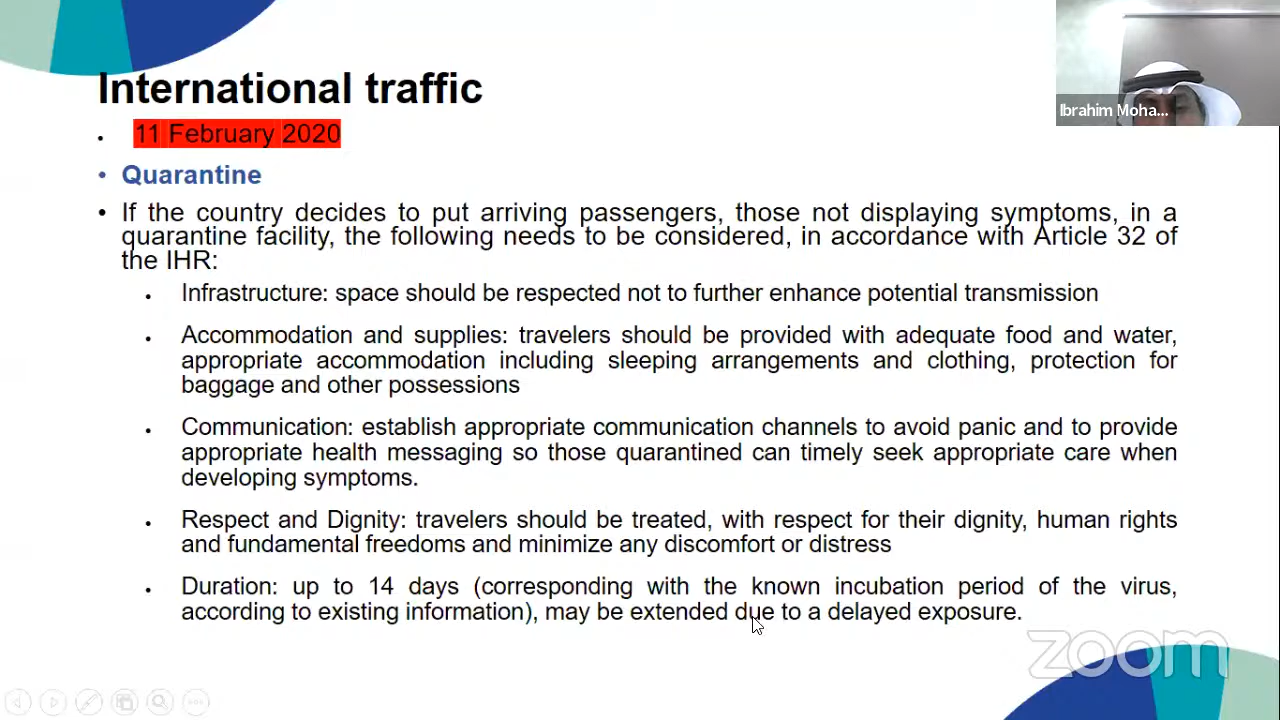 International traffic
Ibrahim Moha...
• 11 February 2020
• Quarantine
• If the country decides to put arriving passengers, those not displaying symptoms, in a
quarantine facility, the following needs to be considered, in accordance with Article 32 of
the IHR:
• Infrastructure: space should be respected not to further enhance potential transmission
• Accommodation and supplies: travelers should be provided with adequate food and water,
appropriate accommodation including sleeping arrangements and clothing, protection for
baggage and other possessions
• Communication: establish appropriate communication channels to avoid panic and to provide
appropriate health messaging so those quarantined can timely seek appropriate care when
developing symptoms.
• Respect and Dignity: travelers should be treated, with respect for their dignity, human rights
and fundamental freedoms and minimize any discomfort or distress
• Duration: up to 14 days (corresponding with the known incubation period of the virus,
according to existing information), may be extended due to a delayed exposure.
zoom